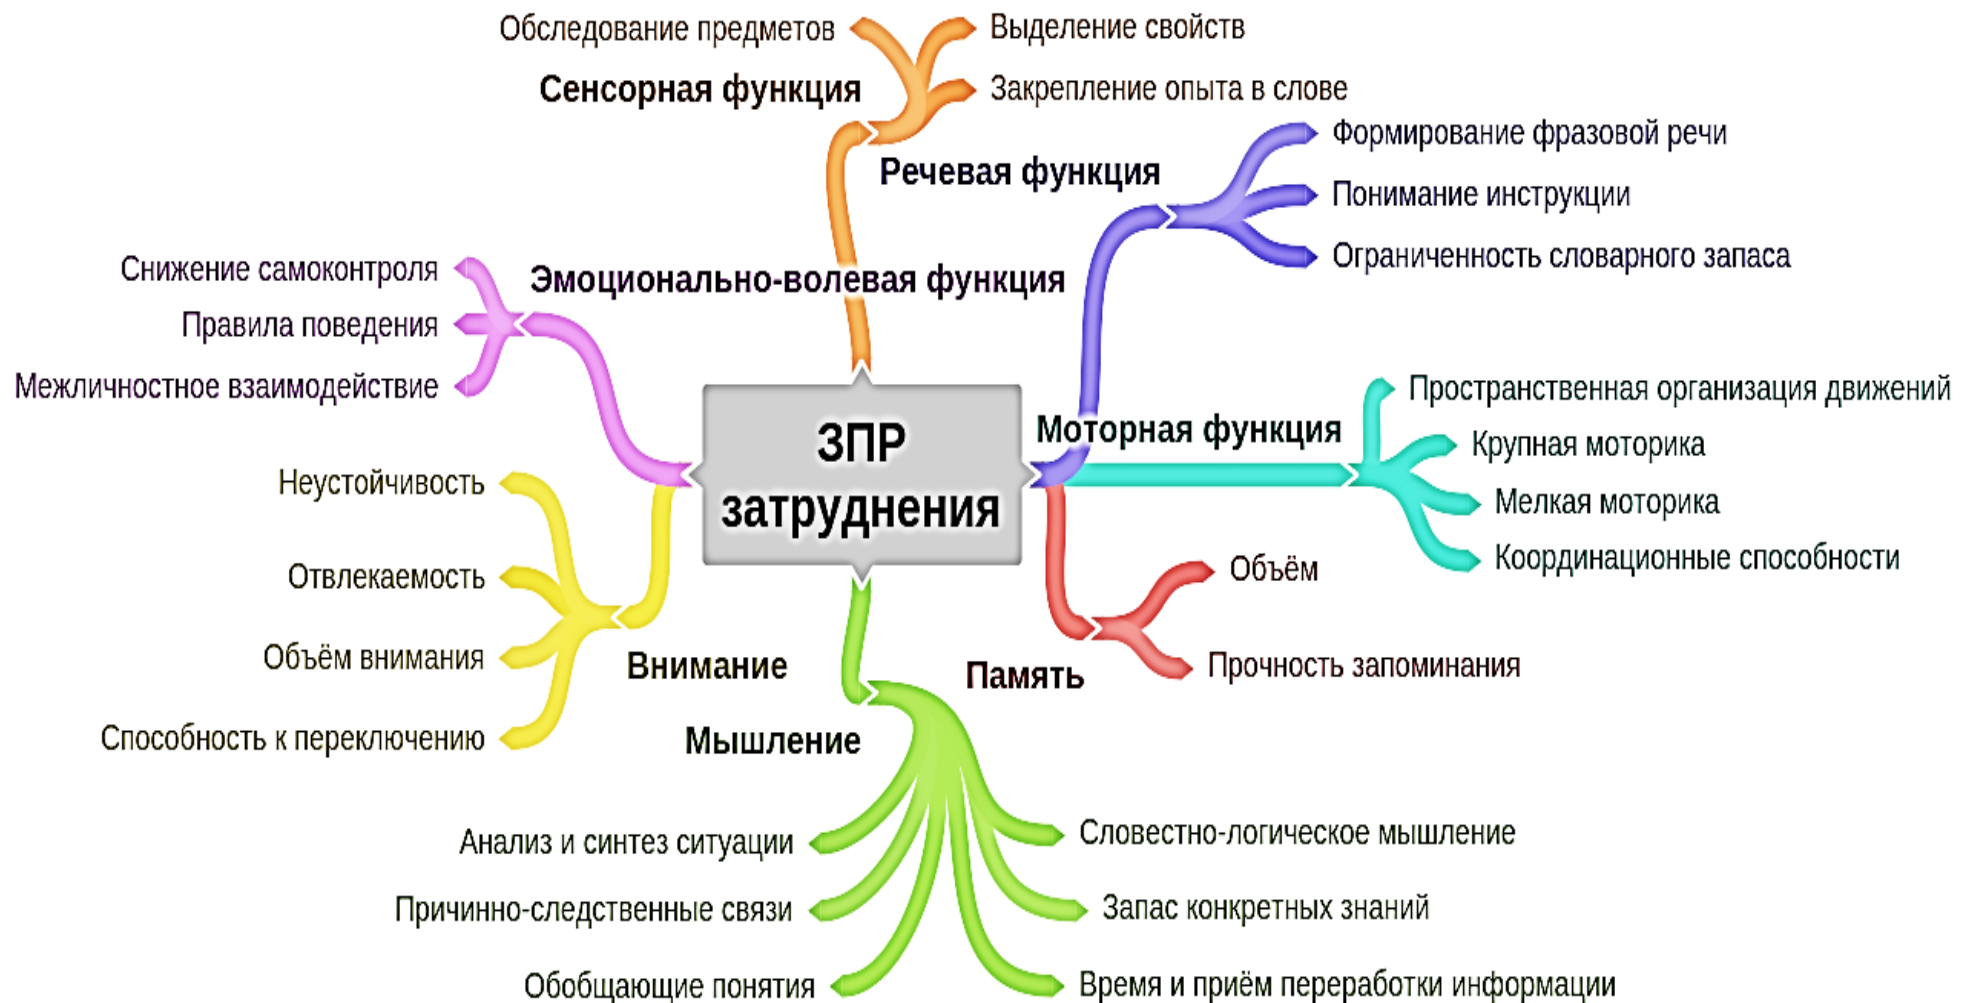 Обследование предметов
Выделение свойств
Сенсорная функция
Закрепление опыта в слове
Речевая функция
Формирование фразовой речи
Понимание инструкции
Ограниченность словарного запаса
Эмоционально-волевая функция
Снижение самоконтроля
Правила поведения
Межличностное взаимодействие
ЗПР
затруднения
Моторная функция
Пространственная организация движений
Крупная моторика
Мелкая моторика
Координационные способности
Неустойчивость
Отвлекаемость
Объём внимания
Способность к переключению
Внимание
Память
Объём
Прочность запоминания
Мышление
Анализ и синтез ситуации
Причинно-следственные связи
Обобщающие понятия
Словестно-логическое мышление
Запас конкретных знаний
Время и приём переработки информации